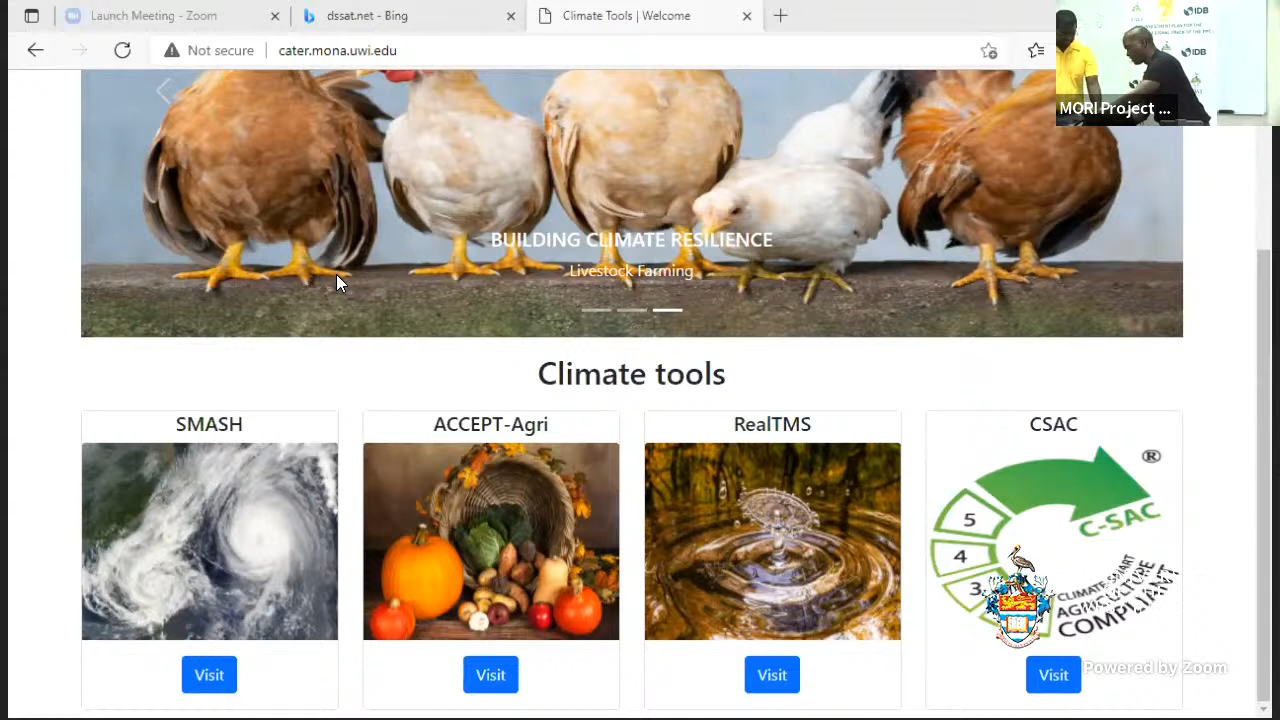 Launch Meeting - Zoom
dssat.net - Bing
Climate Tools | Welcome
Not secure
cater.mona.uwi.edu
IDB
IDB
MORI Project ...
BUILDING CLIMATE RESILIENCE
Livestock Farming
Climate tools
SMASH
ACCEPT-Agri
RealTMS
CSAC
®
5
4
3
C-SAC
CLIMATE SMART
AGRICULTURE
COMPLIANT
Visit
Visit
Visit
Visit
Powered by Zoom